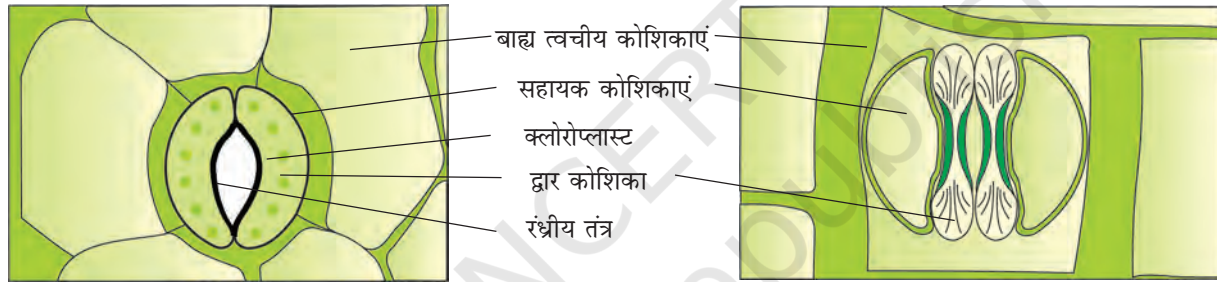 बाह्य त्वचीय कोशिकाएं
सहायक कोशिकाएं
क्लोरोप्लास्ट
द्वार कोशिका
रंध्रीय तंत्र